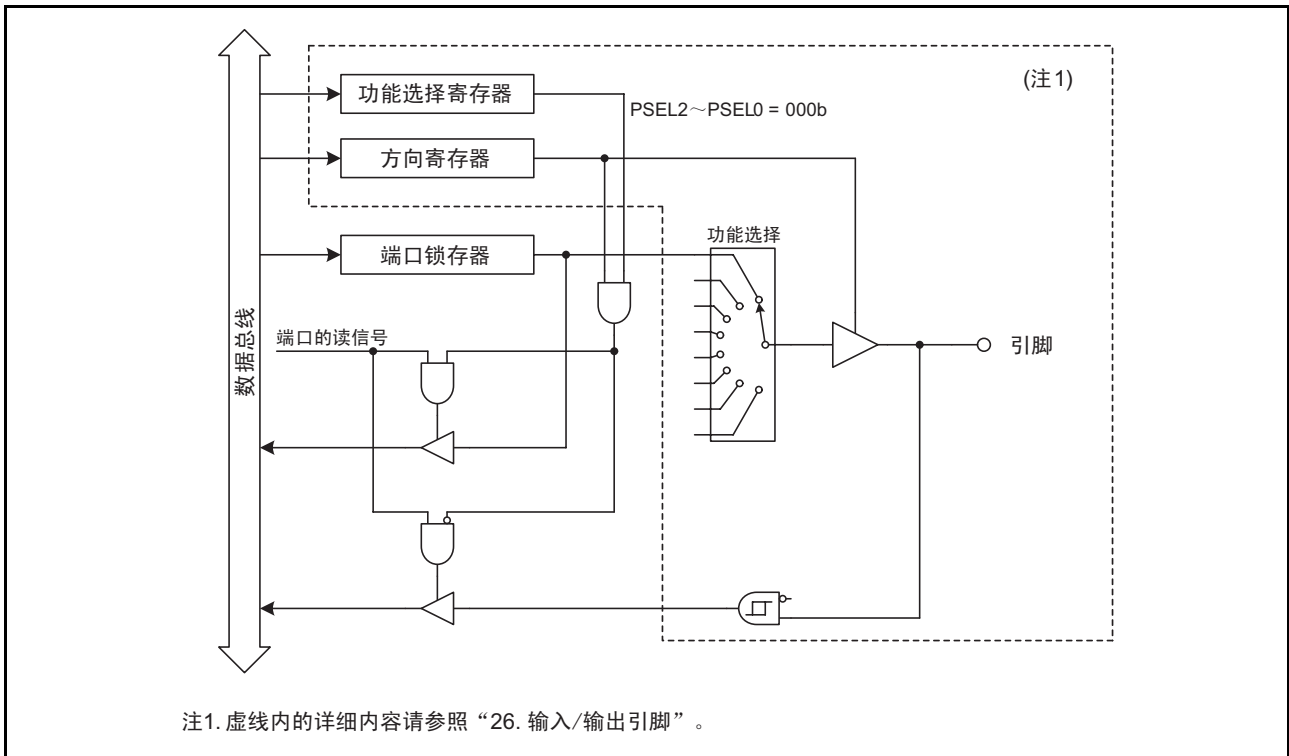 (注1)
功能选择寄存器
PSEL2～PSEL0 = 000b
方向寄存器
功能选择
端口锁存器
数据总线
端口的读信号
引脚
注1. 虚线内的详细内容请参照“26. 输入/输出引脚”。